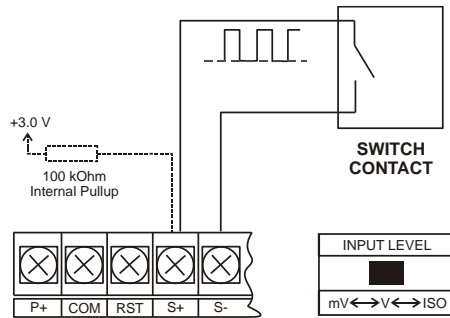 +3.0 V
100 kOhm
Internal Pullup
SWITCH
CONTACT
P+ COM RST S+ S-
INPUT LEVEL
mV<->V<->ISO